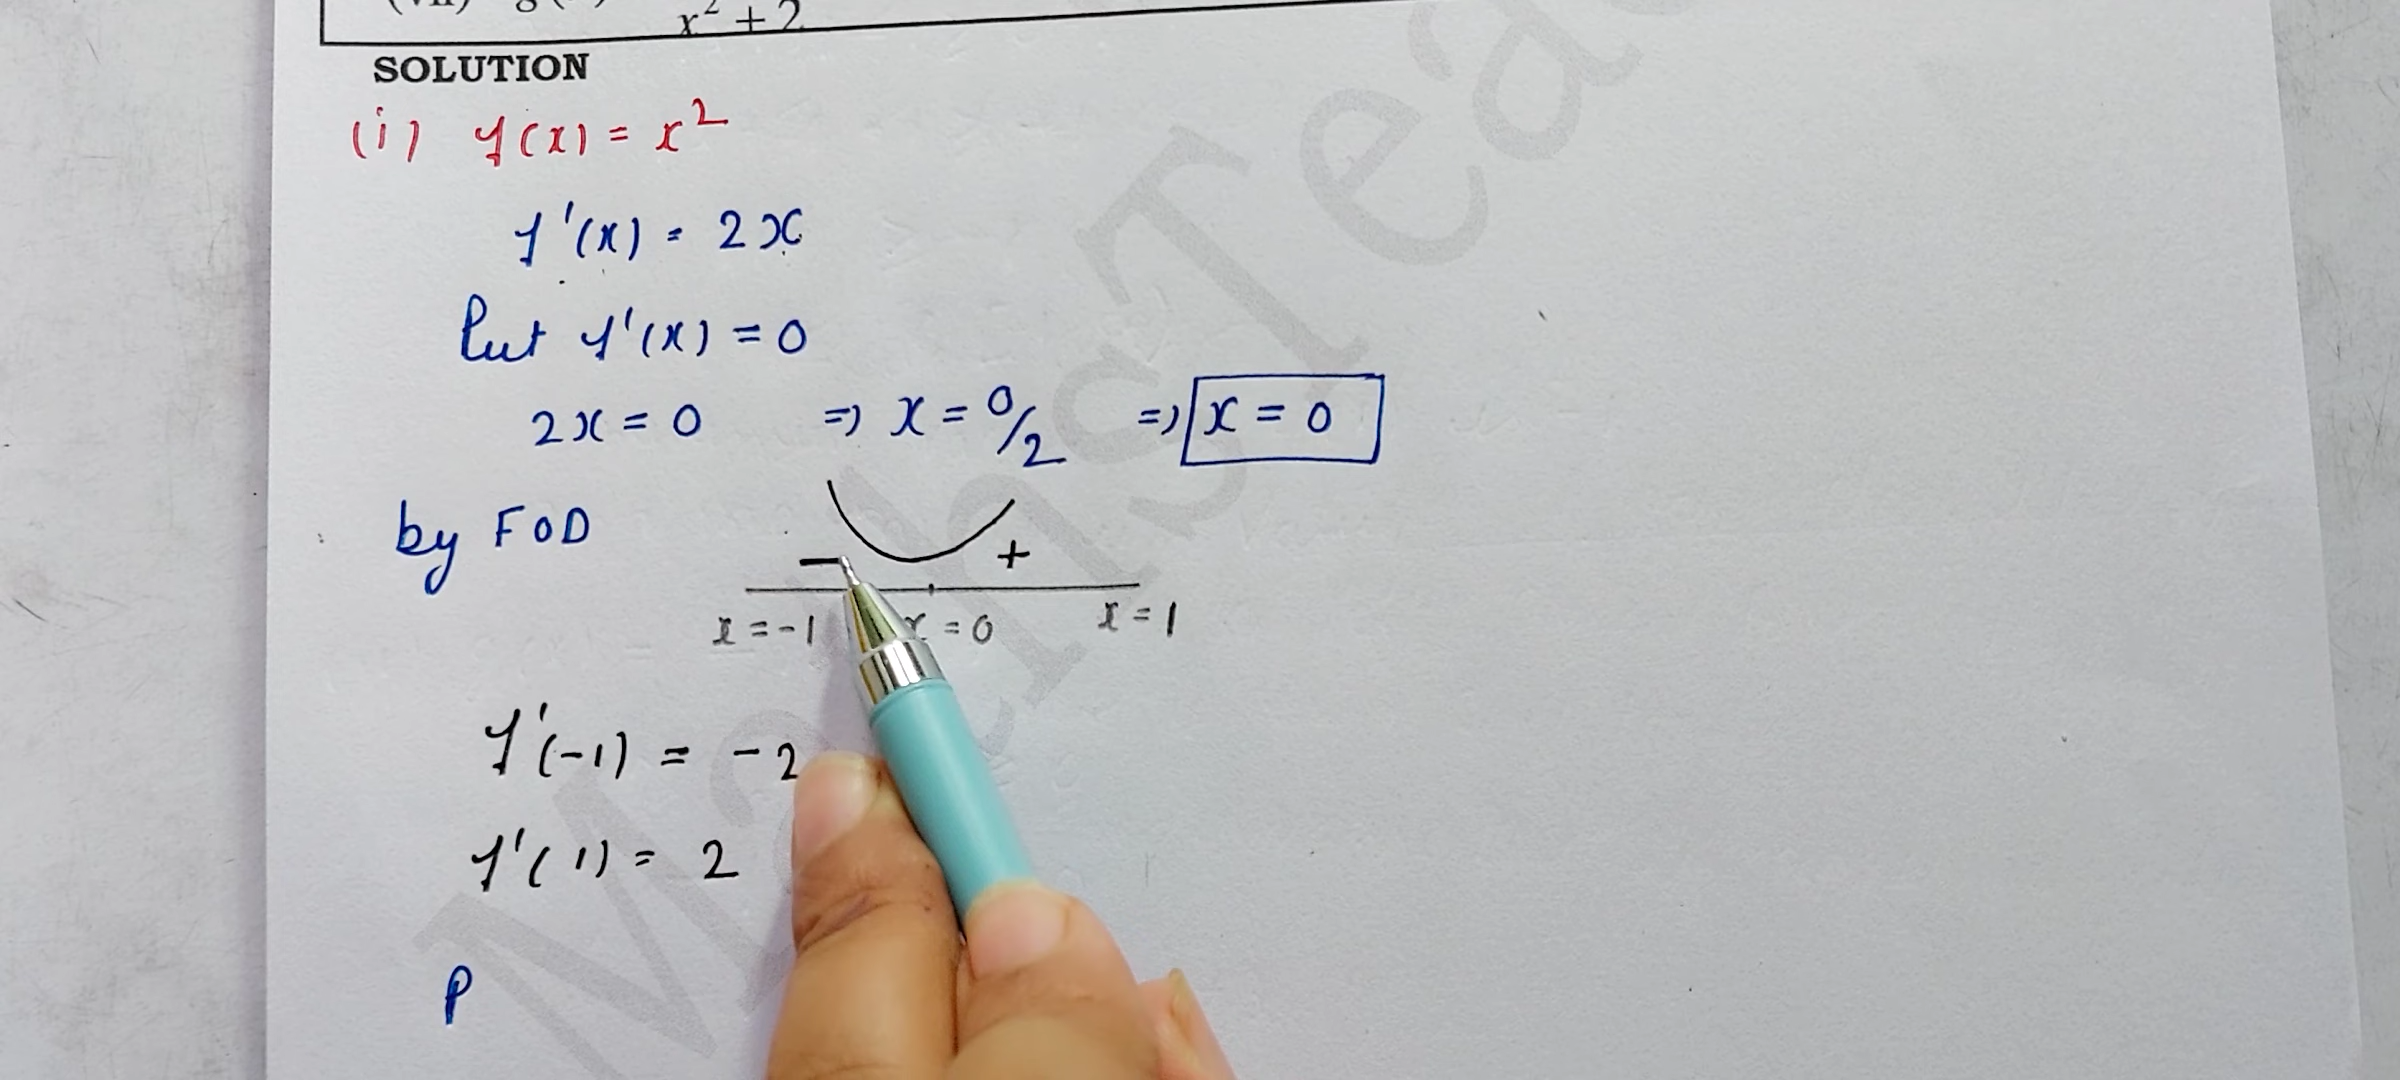 x² + 2
SOLUTION
(i) f(x) = x²
f'(x) = 2x
Put f'(x) = 0
2x = 0 => x = 0/2 => x = 0
by FOD
− +
x = -1 x = 0 x = 1
f'(-1) = -2
f'(1) = 2
P